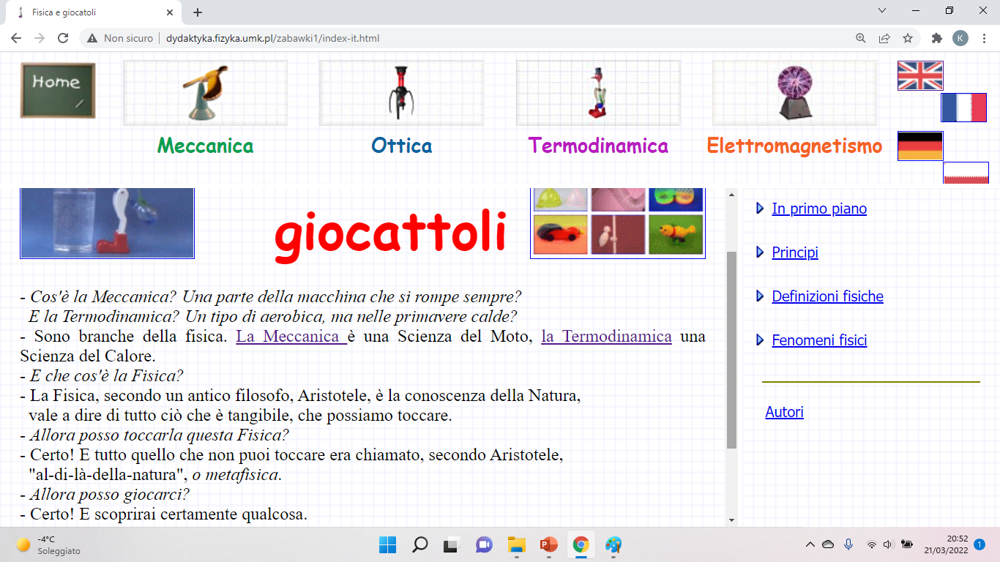 Fisica e giocatoli
Non sicuro
dydaktyka.fizyka.umk.pl/zabawki1/index-it.html
K
Home
Meccanica
Ottica
Termodinamica
Elettromagnetismo
giocattoli
In primo piano
Principi
Definizioni fisiche
Fenomeni fisici
Autori
- Cos'è la Meccanica? Una parte della macchina che si rompe sempre?
E la Termodinamica? Un tipo di aerobica, ma nelle primavere calde?
- Sono branche della fisica. La Meccanica è una Scienza del Moto, la Termodinamica una
Scienza del Calore.
- E che cos'è la Fisica?
- La Fisica, secondo un antico filosofo, Aristotele, è la conoscenza della Natura,
vale a dire di tutto ciò che è tangibile, che possiamo toccare.
- Allora posso toccarla questa Fisica?
- Certo! E tutto quello che non puoi toccare era chiamato, secondo Aristotele,
"al-di-là-della-natura", o metafisica.
- Allora posso giocarci?
- Certo! E scoprirai certamente qualcosa.
-4°C
Soleggiato
20:52
21/03/2022
1